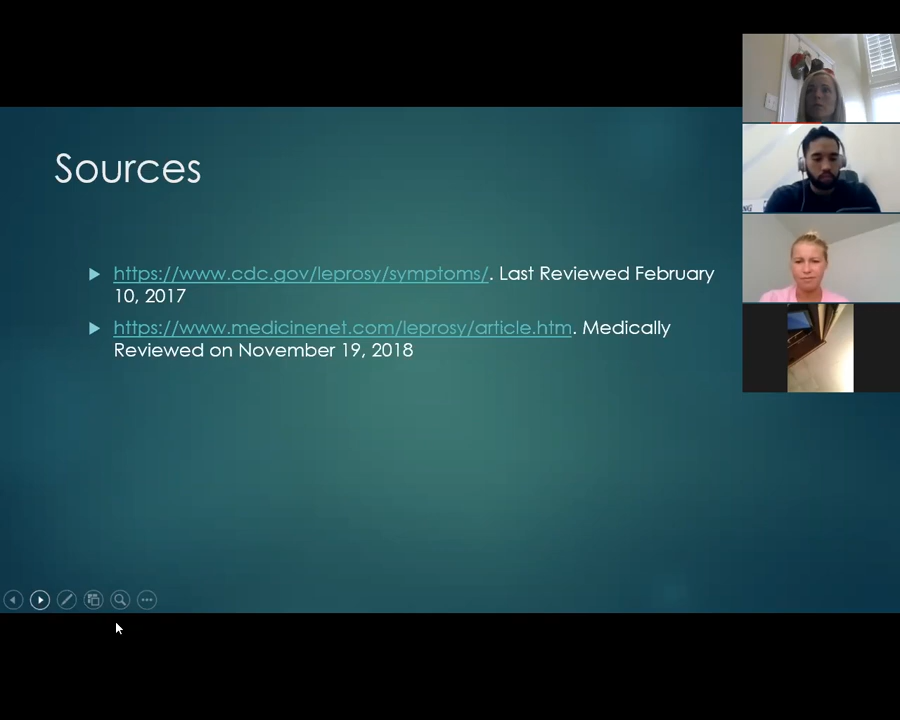 Sources
https://www.cdc.gov/leprosy/symptoms/. Last Reviewed February
10, 2017
https://www.medicinenet.com/leprosy/article.htm. Medically
Reviewed on November 19, 2018